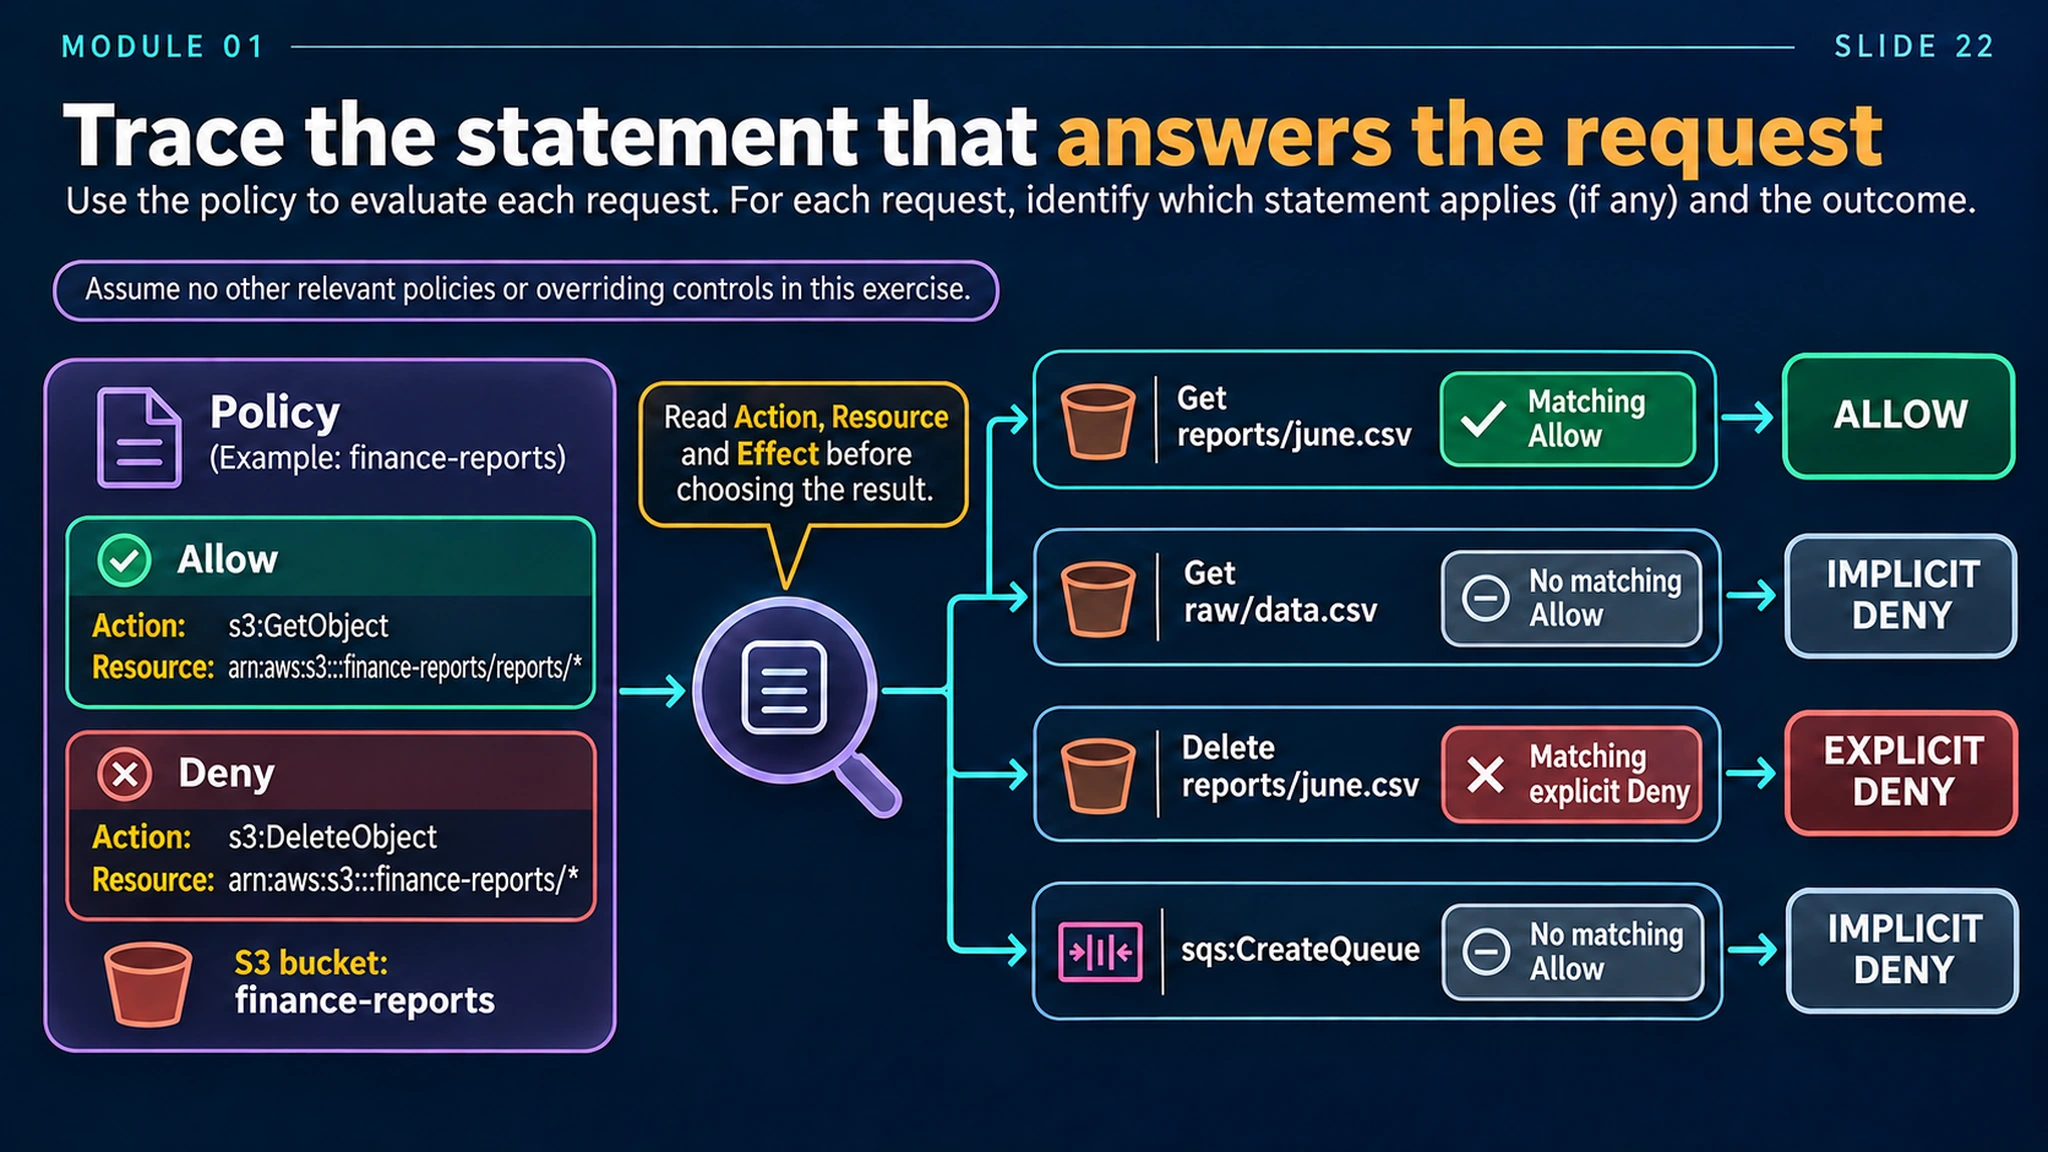 MODULE 01
SLIDE 22
Trace the statement that answers the request
Use the policy to evaluate each request. For each request, identify which statement applies (if any) and the outcome.
Assume no other relevant policies or overriding controls in this exercise.
Policy
(Example: finance-reports)
Allow
Action: s3:GetObject
Resource: arn:aws:s3:::finance-reports/reports/*
Deny
Action: s3:DeleteObject
Resource: arn:aws:s3:::finance-reports/*
S3 bucket:
finance-reports
Read Action, Resource
and Effect before
choosing the result.
Get
reports/june.csv
Matching
Allow
ALLOW
Get
raw/data.csv
No matching
Allow
IMPLICIT
DENY
Delete
reports/june.csv
Matching
explicit Deny
EXPLICIT
DENY
sqs:CreateQueue
No matching
Allow
IMPLICIT
DENY